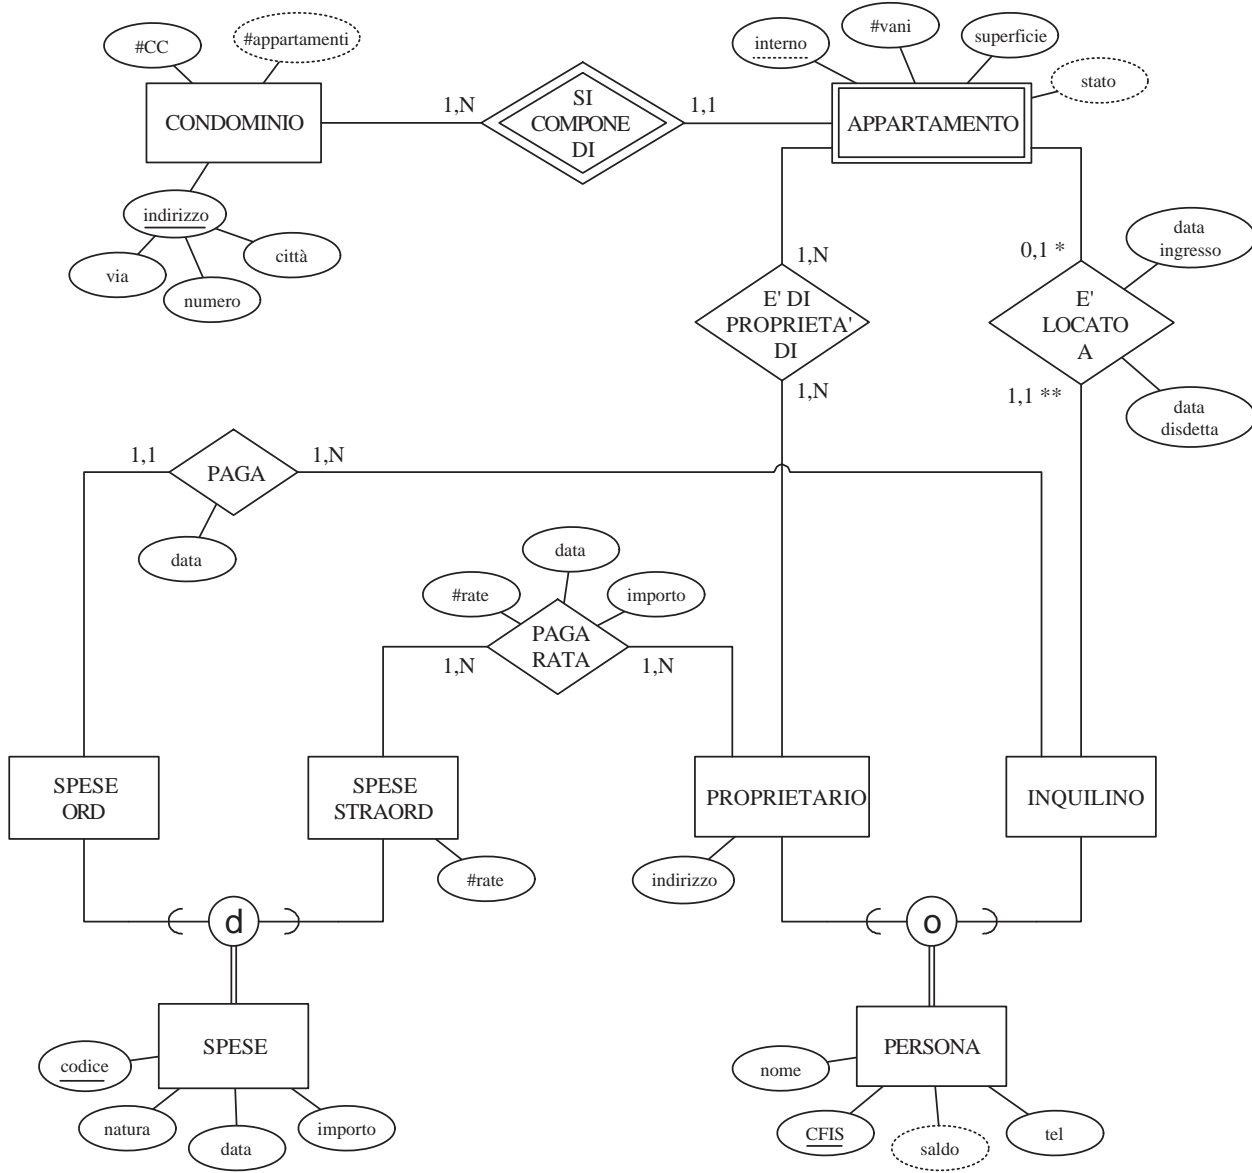 #CC
#appartamenti
interno
#vani
superficie
stato
CONDOMINIO
1,N
SI
COMPONE
DI
1,1
APPARTAMENTO
indirizzo
via
numero
città
1,N
E' DI
PROPRIETA'
DI
1,N
0,1 *
E'
LOCATO
A
1,1 **
data
ingresso
data
disdetta
1,1
PAGA
1,N
data
#rate
data
importo
1,N
PAGA
RATA
1,N
SPESE
ORD
SPESE
STRAORD
PROPRIETARIO
INQUILINO
#rate
indirizzo
d
o
SPESE
PERSONA
codice
natura
data
importo
nome
CFIS
saldo
tel